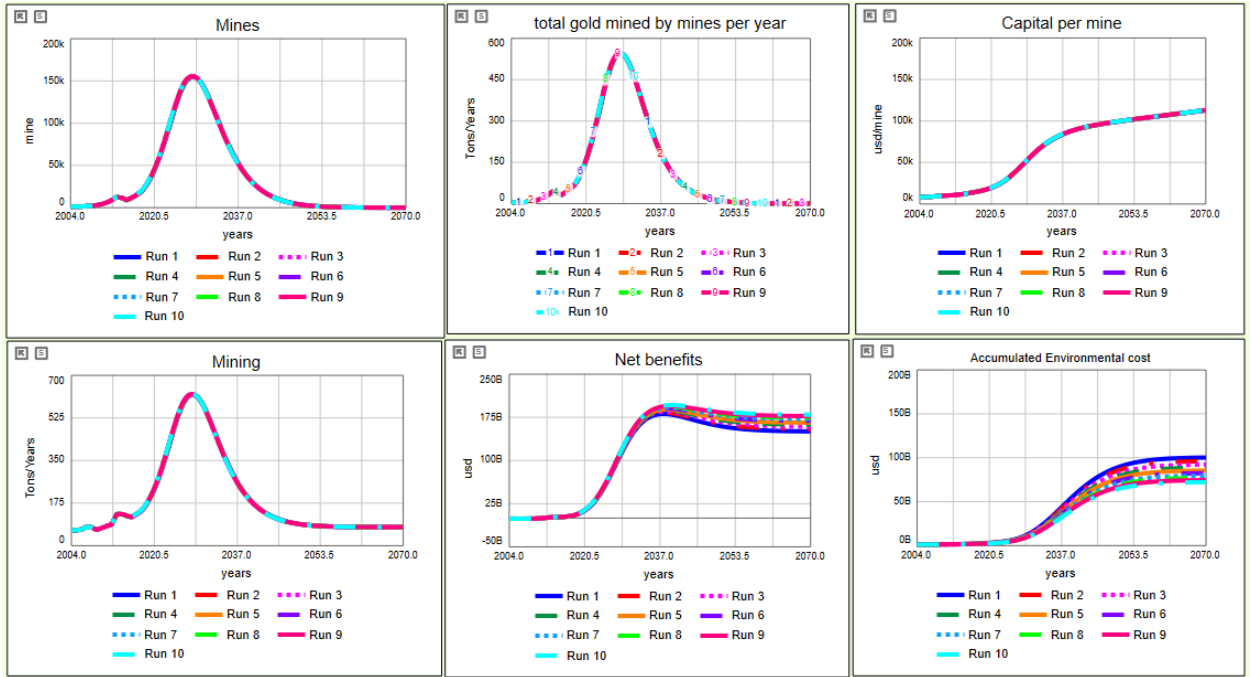 Mines
200k
150k
100k
50k
0
mine
2004.0 2020.5 2037.0 2053.5 2070.0
years
Run 1 Run 2 Run 3
Run 4 Run 5 Run 6
Run 7 Run 8 Run 9
Run 10
total gold mined by mines per year
600
450
300
150
0
Tons/Years
2004.0 2020.5 2037.0 2053.5 2070.0
years
1 Run 1 2 Run 2 3 Run 3
4 Run 4 5 Run 5 6 Run 6
7 Run 7 8 Run 8 9 Run 9
10 Run 10
Capital per mine
200k
150k
100k
50k
0k
usd/mine
2004.0 2020.5 2037.0 2053.5 2070.0
years
Run 1 Run 2 Run 3
Run 4 Run 5 Run 6
Run 7 Run 8 Run 9
Run 10
Mining
700
525
350
175
0
Tons/Years
2004.0 2020.5 2037.0 2053.5 2070.0
years
Run 1 Run 2 Run 3
Run 4 Run 5 Run 6
Run 7 Run 8 Run 9
Run 10
Net benefits
250B
175B
100B
25B
-50B
usd
2004.0 2020.5 2037.0 2053.5 2070.0
years
Run 1 Run 2 Run 3
Run 4 Run 5 Run 6
Run 7 Run 8 Run 9
Run 10
Accumulated Environmental cost
200B
150B
100B
50B
0B
usd
2004.0 2020.5 2037.0 2053.5 2070.0
years
Run 1 Run 2 Run 3
Run 4 Run 5 Run 6
Run 7 Run 8 Run 9
Run 10